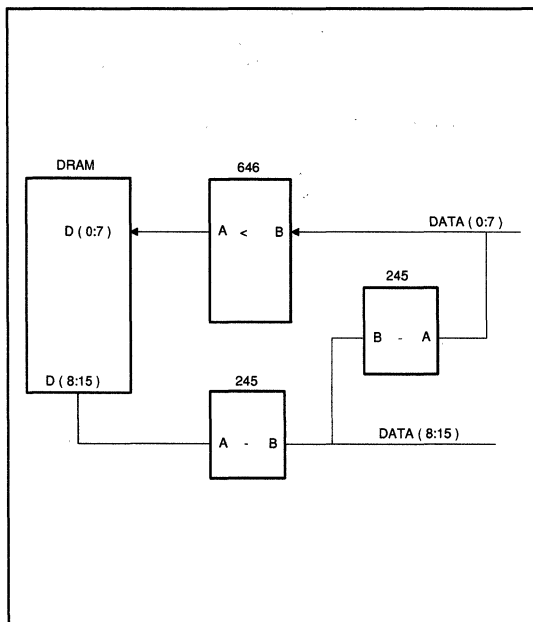 646
DRAM
D ( 0:7 )
A < B
DATA ( 0:7 )
245
B - A
D ( 8:15 )
245
A - B
DATA ( 8:15 )